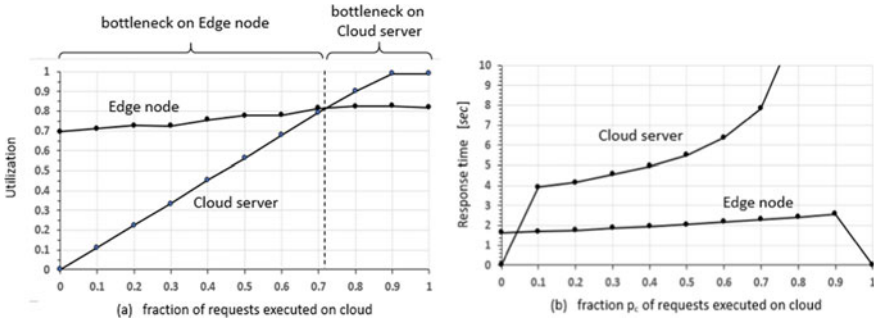 bottleneck on Edge node
bottleneck on
Cloud server
1
0.9
0.8
0.7
0.6
0.5
0.4
0.3
0.2
0.1
0
Utilization
Edge node
Cloud server
0 0.1 0.2 0.3 0.4 0.5 0.6 0.7 0.8 0.9 1
(a) fraction of requests executed on cloud
10
9
8
7
6
5
4
3
2
1
0
Response time [sec]
Cloud server
Edge node
0 0.1 0.2 0.3 0.4 0.5 0.6 0.7 0.8 0.9 1
(b) fraction pc of requests executed on cloud